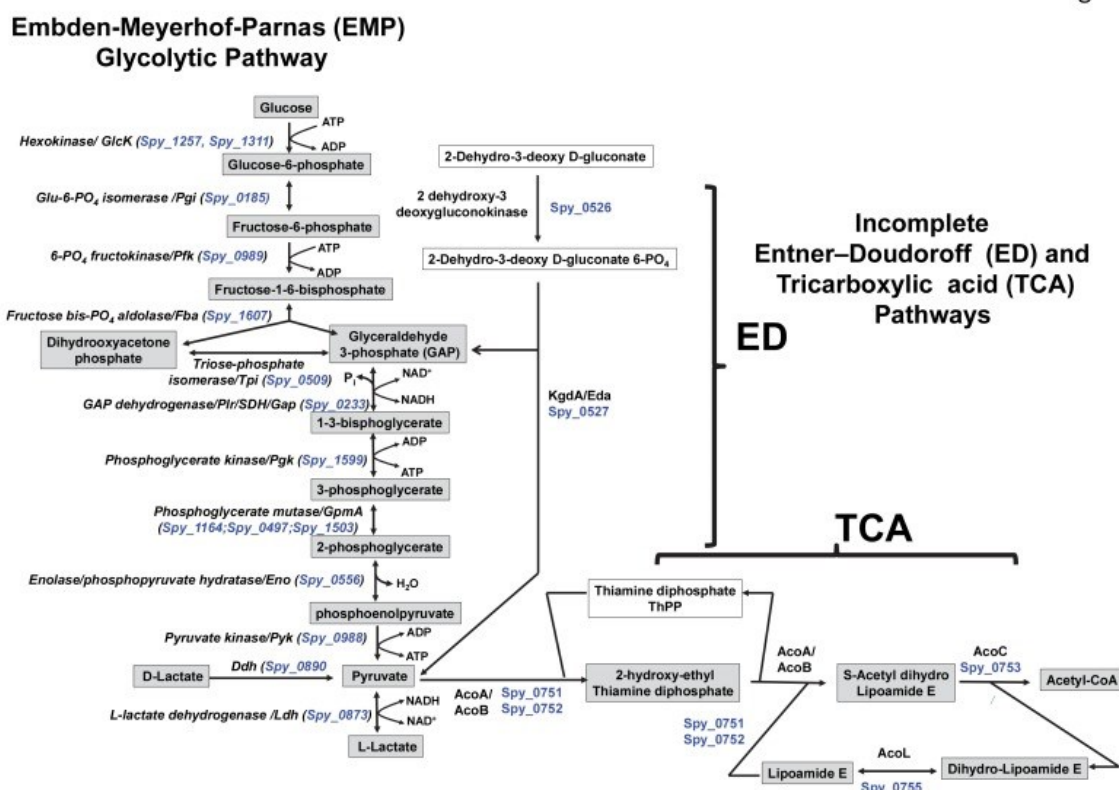 Embden-Meyerhof-Parnas (EMP)
Glycolytic Pathway
Glucose
ATP
Hexokinase/ GlcK (Spy_1257, Spy_1311)
ADP
Glucose-6-phosphate
Glu-6-PO4 isomerase /Pgi (Spy_0185)
Fructose-6-phosphate
ATP
6-PO4 fructokinase/Pfk (Spy_0989)
ADP
Fructose-1-6-bisphosphate
Fructose bis-PO4 aldolase/Fba (Spy_1607)
Dihydrooxyacetone
phosphate
Glyceraldehyde
3-phosphate (GAP)
Triose-phosphate
isomerase/Tpi (Spy_0509)
Pi
NAD+
GAP dehydrogenase/Plr/SDH/Gap (Spy_0233)
NADH
1-3-bisphoglycerate
ADP
Phosphoglycerate kinase/Pgk (Spy_1599)
ATP
3-phosphoglycerate
Phosphoglycerate mutase/GpmA
(Spy_1164;Spy_0497;Spy_1503)
2-phosphoglycerate
Enolase/phosphopyruvate hydratase/Eno (Spy_0556)
H2O
phosphoenolpyruvate
ADP
Pyruvate kinase/Pyk (Spy_0988)
ATP
D-Lactate
Ddh (Spy_0890
Pyruvate
NADH
L-lactate dehydrogenase /Ldh (Spy_0873)
NAD+
L-Lactate
2-Dehydro-3-deoxy D-gluconate
2 dehydroxy-3
deoxygluconokinase
Spy_0526
2-Dehydro-3-deoxy D-gluconate 6-PO4
KgdA/Eda
Spy_0527
ED
Incomplete
Entner–Doudoroff (ED) and
Tricarboxylic acid (TCA)
Pathways
TCA
Thiamine diphosphate
ThPP
AcoA/
AcoB
Spy_0751
Spy_0752
2-hydroxy-ethyl
Thiamine diphosphate
AcoA/
AcoB
Spy_0751
Spy_0752
S-Acetyl dihydro
Lipoamide E
AcoC
Spy_0753
Acetyl-CoA
Lipoamide E
AcoL
Spy_0755
Dihydro-Lipoamide E